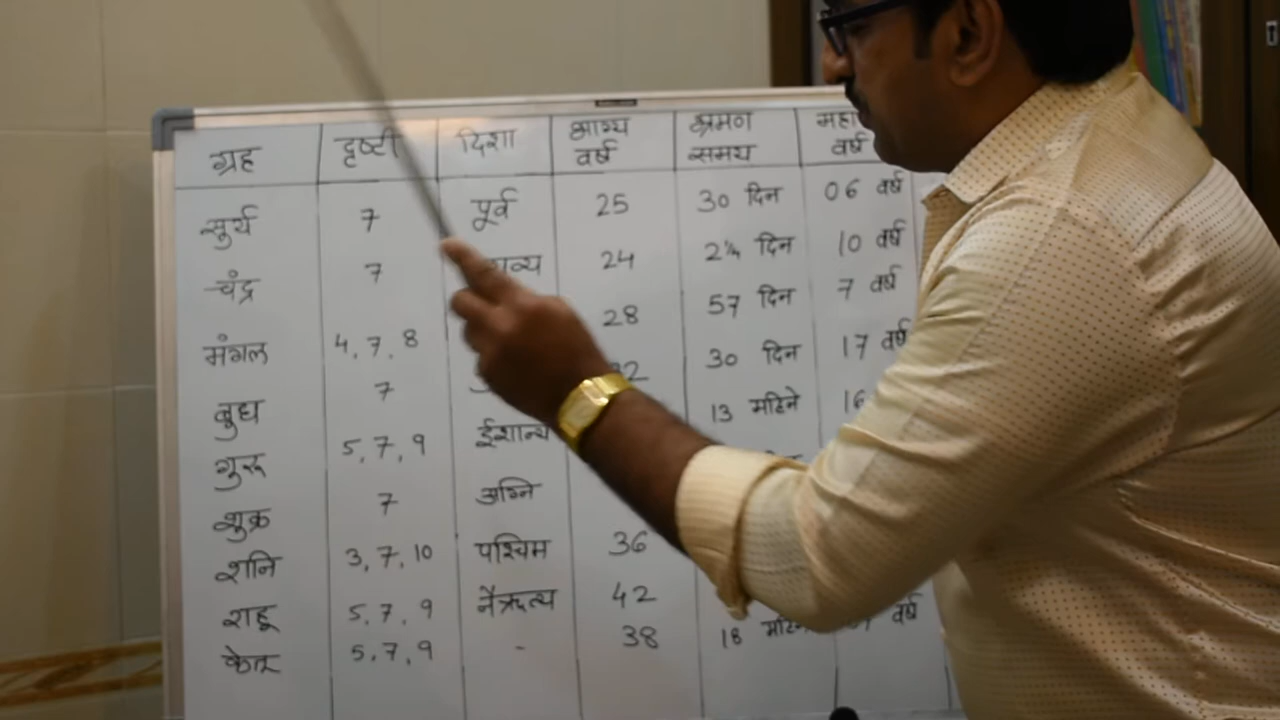 ग्रह दृष्टी दिशा भाग्य वर्ष भ्रमण समय वर्ष
सुर्य 7 पूर्व 25 30 दिन 06 वर्ष
चंद्र 7 24 2¼ दिन 10 वर्ष
मंगल 4, 7, 8 28 57 दिन 7 वर्ष
बुध 7 30 दिन 17 वर्ष
गुरू 5, 7, 9 ईशान्य 13 महिने 16
शुक्र 7 अग्नि
शनि 3, 7, 10 पश्चिम 36
राहू 5, 7, 9 नैऋत्य 42
केतू 5, 7, 9 - 38 18 वर्ष